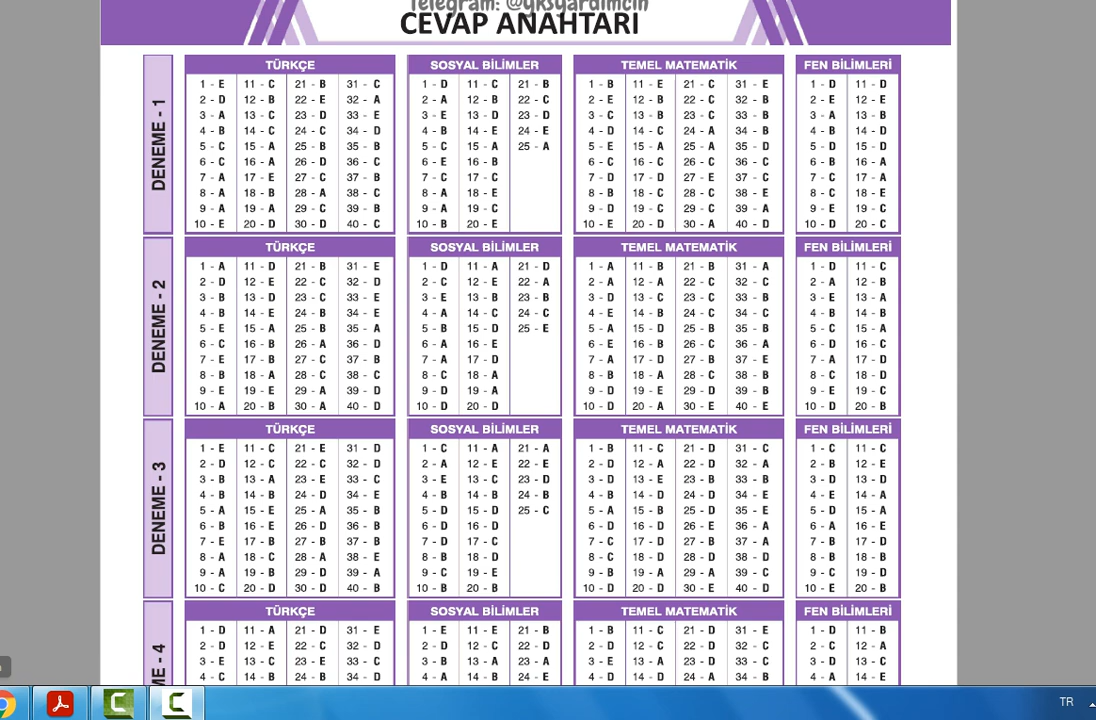 Telegram: @yksyardimcin
CEVAP ANAHTARI
DENEME - 1
TÜRKÇE SOSYAL BİLİMLER TEMEL MATEMATİK FEN BİLİMLERİ
1 - E 11 - C 21 - B 31 - C 1 - D 11 - C 21 - B 1 - B 11 - E 21 - C 31 - E 1 - D 11 - D
2 - D 12 - B 22 - E 32 - A 2 - A 12 - B 22 - C 2 - E 12 - B 22 - C 32 - B 2 - E 12 - E
3 - A 13 - C 23 - D 33 - E 3 - E 13 - D 23 - D 3 - C 13 - B 23 - C 33 - B 3 - A 13 - B
4 - B 14 - C 24 - C 34 - D 4 - B 14 - E 24 - E 4 - D 14 - C 24 - A 34 - B 4 - B 14 - D
5 - C 15 - A 25 - B 35 - B 5 - C 15 - A 25 - A 5 - E 15 - A 25 - A 35 - D 5 - D 15 - D
6 - C 16 - A 26 - D 36 - C 6 - E 16 - B 6 - C 16 - C 26 - C 36 - C 6 - B 16 - A
7 - A 17 - E 27 - C 37 - B 7 - C 17 - C 7 - D 17 - D 27 - E 37 - C 7 - C 17 - A
8 - A 18 - B 28 - A 38 - C 8 - A 18 - E 8 - B 18 - C 28 - C 38 - E 8 - C 18 - E
9 - A 19 - A 29 - C 39 - B 9 - A 19 - C 9 - D 19 - C 29 - C 39 - A 9 - E 19 - C
10 - E 20 - D 30 - D 40 - C 10 - B 20 - E 10 - E 20 - D 30 - A 40 - D 10 - D 20 - C
DENEME - 2
TÜRKÇE SOSYAL BİLİMLER TEMEL MATEMATİK FEN BİLİMLERİ
1 - A 11 - D 21 - B 31 - E 1 - D 11 - A 21 - D 1 - A 11 - B 21 - B 31 - A 1 - D 11 - C
2 - D 12 - E 22 - C 32 - D 2 - C 12 - E 22 - A 2 - A 12 - A 22 - C 32 - C 2 - A 12 - B
3 - B 13 - D 23 - C 33 - E 3 - E 13 - B 23 - B 3 - D 13 - C 23 - C 33 - B 3 - E 13 - A
4 - B 14 - E 24 - B 34 - E 4 - A 14 - C 24 - C 4 - E 14 - B 24 - C 34 - C 4 - B 14 - B
5 - E 15 - A 25 - B 35 - A 5 - B 15 - D 25 - E 5 - A 15 - D 25 - B 35 - B 5 - C 15 - A
6 - C 16 - B 26 - A 36 - D 6 - A 16 - E 6 - E 16 - B 26 - C 36 - A 6 - D 16 - C
7 - E 17 - B 27 - C 37 - B 7 - A 17 - D 7 - A 17 - D 27 - B 37 - E 7 - A 17 - D
8 - B 18 - A 28 - C 38 - C 8 - C 18 - A 8 - B 18 - A 28 - C 38 - B 8 - C 18 - D
9 - E 19 - E 29 - A 39 - D 9 - D 19 - A 9 - D 19 - E 29 - D 39 - B 9 - E 19 - C
10 - A 20 - B 30 - A 40 - D 10 - D 20 - D 10 - D 20 - A 30 - E 40 - E 10 - D 20 - B
DENEME - 3
TÜRKÇE SOSYAL BİLİMLER TEMEL MATEMATİK FEN BİLİMLERİ
1 - E 11 - C 21 - E 31 - D 1 - C 11 - A 21 - A 1 - B 11 - C 21 - D 31 - C 1 - C 11 - C
2 - D 12 - C 22 - C 32 - D 2 - A 12 - E 22 - E 2 - D 12 - A 22 - D 32 - A 2 - B 12 - E
3 - B 13 - A 23 - E 33 - C 3 - E 13 - C 23 - D 3 - D 13 - E 23 - B 33 - B 3 - D 13 - D
4 - B 14 - B 24 - D 34 - E 4 - B 14 - B 24 - B 4 - B 14 - D 24 - D 34 - E 4 - E 14 - A
5 - A 15 - E 25 - A 35 - B 5 - D 15 - D 25 - C 5 - A 15 - B 25 - D 35 - E 5 - D 15 - A
6 - B 16 - E 26 - D 36 - B 6 - D 16 - D 6 - D 16 - D 26 - E 36 - A 6 - A 16 - E
7 - E 17 - B 27 - B 37 - B 7 - D 17 - C 7 - C 17 - D 27 - B 37 - A 7 - B 17 - D
8 - A 18 - C 28 - A 38 - E 8 - B 18 - D 8 - C 18 - D 28 - D 38 - D 8 - B 18 - B
9 - A 19 - B 29 - D 39 - A 9 - C 19 - E 9 - B 19 - A 29 - A 39 - C 9 - C 19 - D
10 - C 20 - D 30 - D 40 - B 10 - B 20 - B 10 - D 20 - D 30 - E 40 - D 10 - E 20 - B
ME - 4
TÜRKÇE SOSYAL BİLİMLER TEMEL MATEMATİK FEN BİLİMLERİ
1 - D 11 - A 21 - D 31 - E 1 - E 11 - E 21 - B 1 - B 11 - C 21 - D 31 - E 1 - D 11 - B
2 - D 12 - E 22 - C 32 - D 2 - D 12 - C 22 - D 2 - D 12 - C 22 - D 32 - B 2 - C 12 - A
3 - E 13 - C 23 - E 33 - C 3 - B 13 - A 23 - A 3 - E 13 - A 23 - D 33 - C 3 - D 13 - C
4 - C 14 - B 24 - B 34 - D 4 - A 14 - B 24 - E 4 - D 14 - D 24 - A 34 - B 4 - A 14 - E
TR